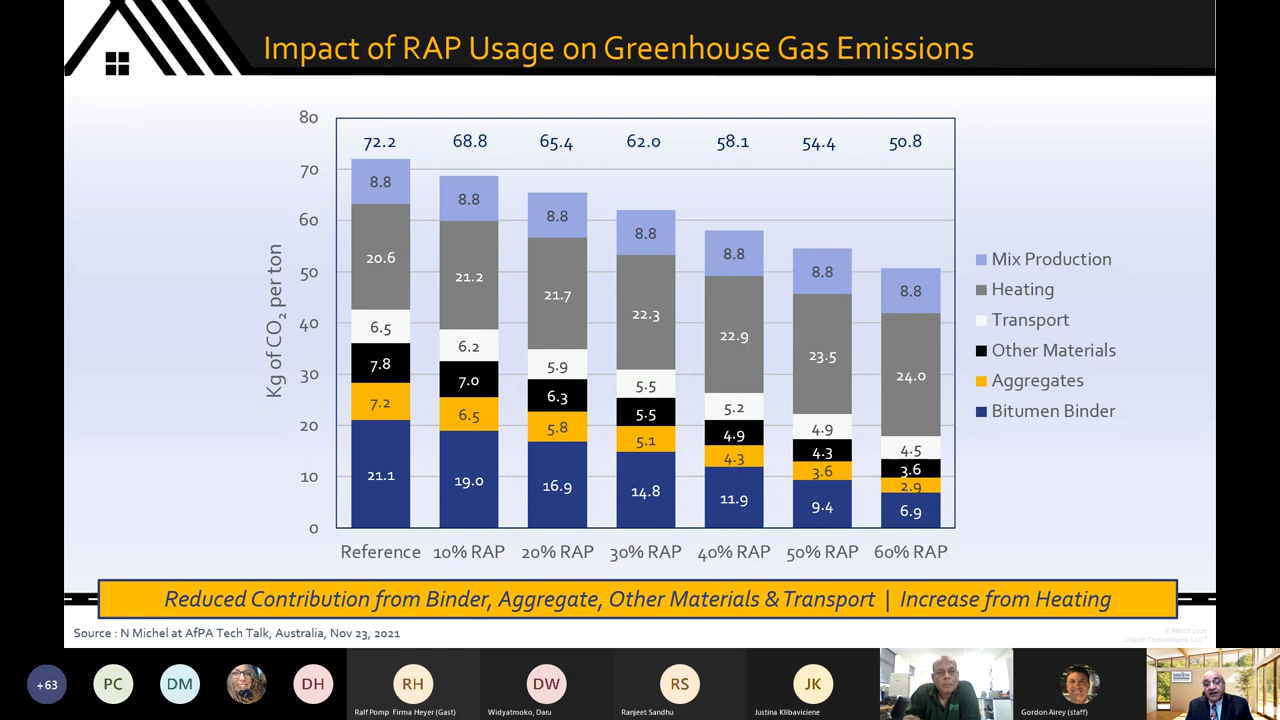 Impact of RAP Usage on Greenhouse Gas Emissions
80
70
60
50
40
30
20
10
0
Kg of CO₂ per ton
72.2 68.8 65.4 62.0 58.1 54.4 50.8
8.8 8.8 8.8 8.8 8.8 8.8 8.8
20.6 21.2 21.7 22.3 22.9 23.5 24.0
6.5 6.2 5.9 5.5 5.2 4.9 4.5
7.8 7.0 6.3 5.5 4.9 4.3 3.6
7.2 6.5 5.8 5.1 4.3 3.6 2.9
21.1 19.0 16.9 14.8 11.9 9.4 6.9
Reference 10% RAP 20% RAP 30% RAP 40% RAP 50% RAP 60% RAP
Mix Production
Heating
Transport
Other Materials
Aggregates
Bitumen Binder
Reduced Contribution from Binder, Aggregate, Other Materials & Transport | Increase from Heating
Source : N Michel at AfPA Tech Talk, Australia, Nov 23, 2021
© March 2020
Sripath Technologies, LLC.
+63 PC DM DH RH DW RS JK
Ralf Pomp Firma Heyer (Gast) Widyatmoko, Daru Ranjeet Sandhu Justina Klibaviciene Gordon Airey (staff)